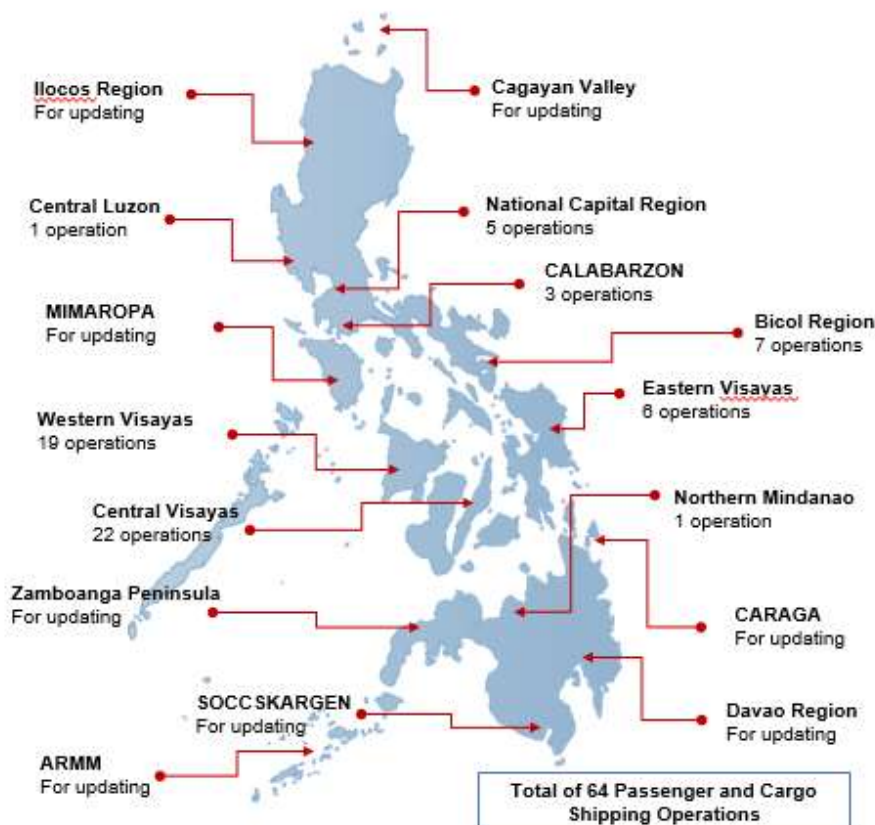 Ilocos Region
For updating
Cagayan Valley
For updating
Central Luzon
1 operation
National Capital Region
5 operations
CALABARZON
3 operations
MIMAROPA
For updating
Bicol Region
7 operations
Eastern Visayas
6 operations
Western Visayas
19 operations
Northern Mindanao
1 operation
Central Visayas
22 operations
Zamboanga Peninsula
For updating
CARAGA
For updating
SOCCSKARGEN
For updating
Davao Region
For updating
ARMM
For updating
Total of 64 Passenger and Cargo
Shipping Operations